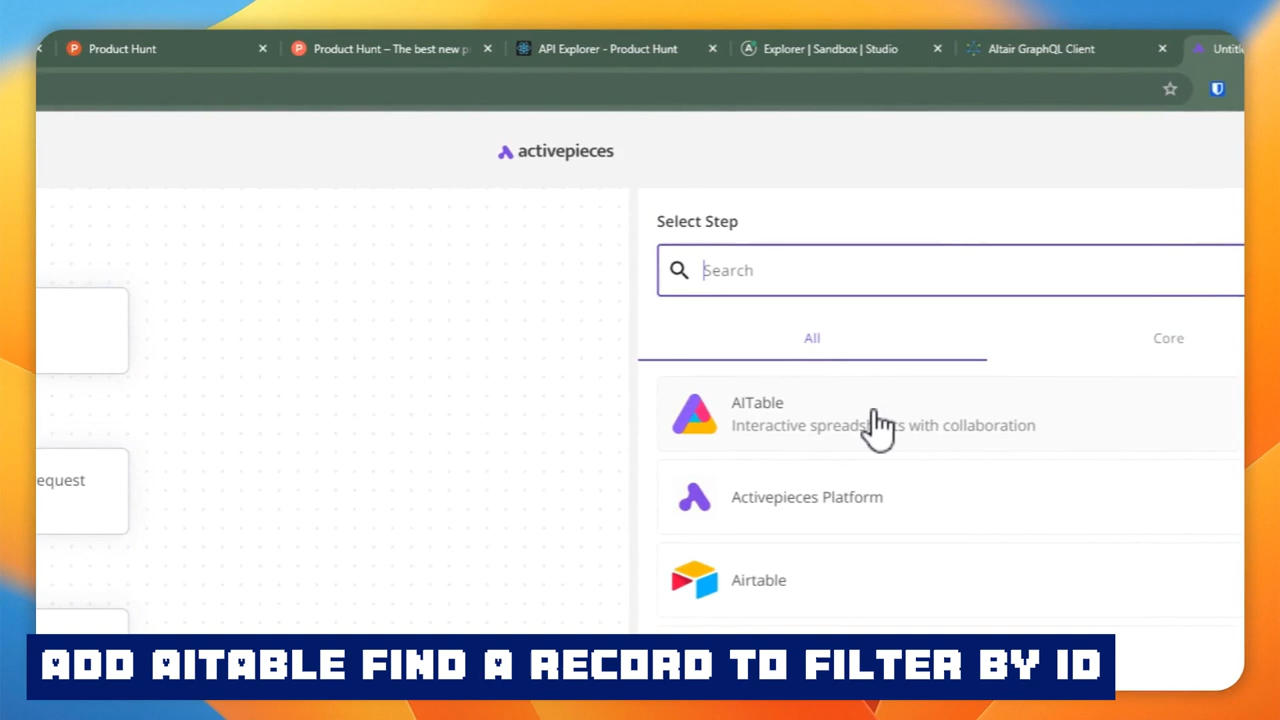 Product Hunt
Product Hunt – The best new p
API Explorer - Product Hunt
Explorer | Sandbox | Studio
Altair GraphQL Client
Untitle
activepieces
Select Step
Search
All
Core
AITable
Interactive spreads s with collaboration
Activepieces Platform
equest
Airtable
ADD AITABLE FIND A RECORD TO FILTER BY ID